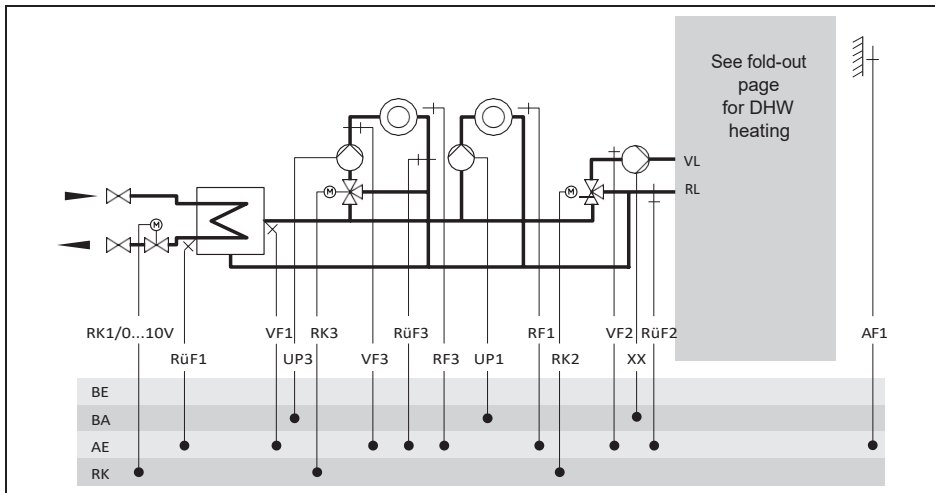 See fold-out
page
for DHW
heating
VL
RL
M
M
M
RK1/0...10V
VF1
RK3
RüF3
RF1
VF2
RüF2
AF1
RüF1
UP3
VF3
RF3
UP1
RK2
XX
BE
BA
AE
RK